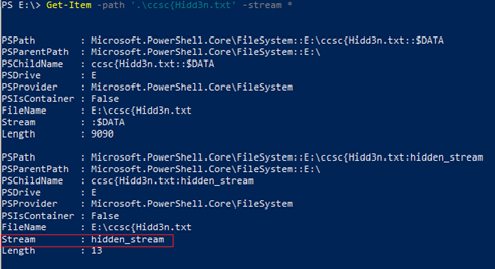 PS E:\> Get-Item -path '.\ccsc{Hidd3n.txt' -stream *
PSPath : Microsoft.PowerShell.Core\FileSystem::E:\ccsc{Hidd3n.txt::$DATA
PSParentPath : Microsoft.PowerShell.Core\FileSystem::E:\
PSChildName : ccsc{Hidd3n.txt::$DATA
PSDrive : E
PSProvider : Microsoft.PowerShell.Core\FileSystem
PSIsContainer : False
FileName : E:\ccsc{Hidd3n.txt
Stream : :$DATA
Length : 9090
PSPath : Microsoft.PowerShell.Core\FileSystem::E:\ccsc{Hidd3n.txt:hidden_stream
PSParentPath : Microsoft.PowerShell.Core\FileSystem::E:\
PSChildName : ccsc{Hidd3n.txt:hidden_stream
PSDrive : E
PSProvider : Microsoft.PowerShell.Core\FileSystem
PSIsContainer : False
FileName : E:\ccsc{Hidd3n.txt
Stream : hidden_stream
Length : 13